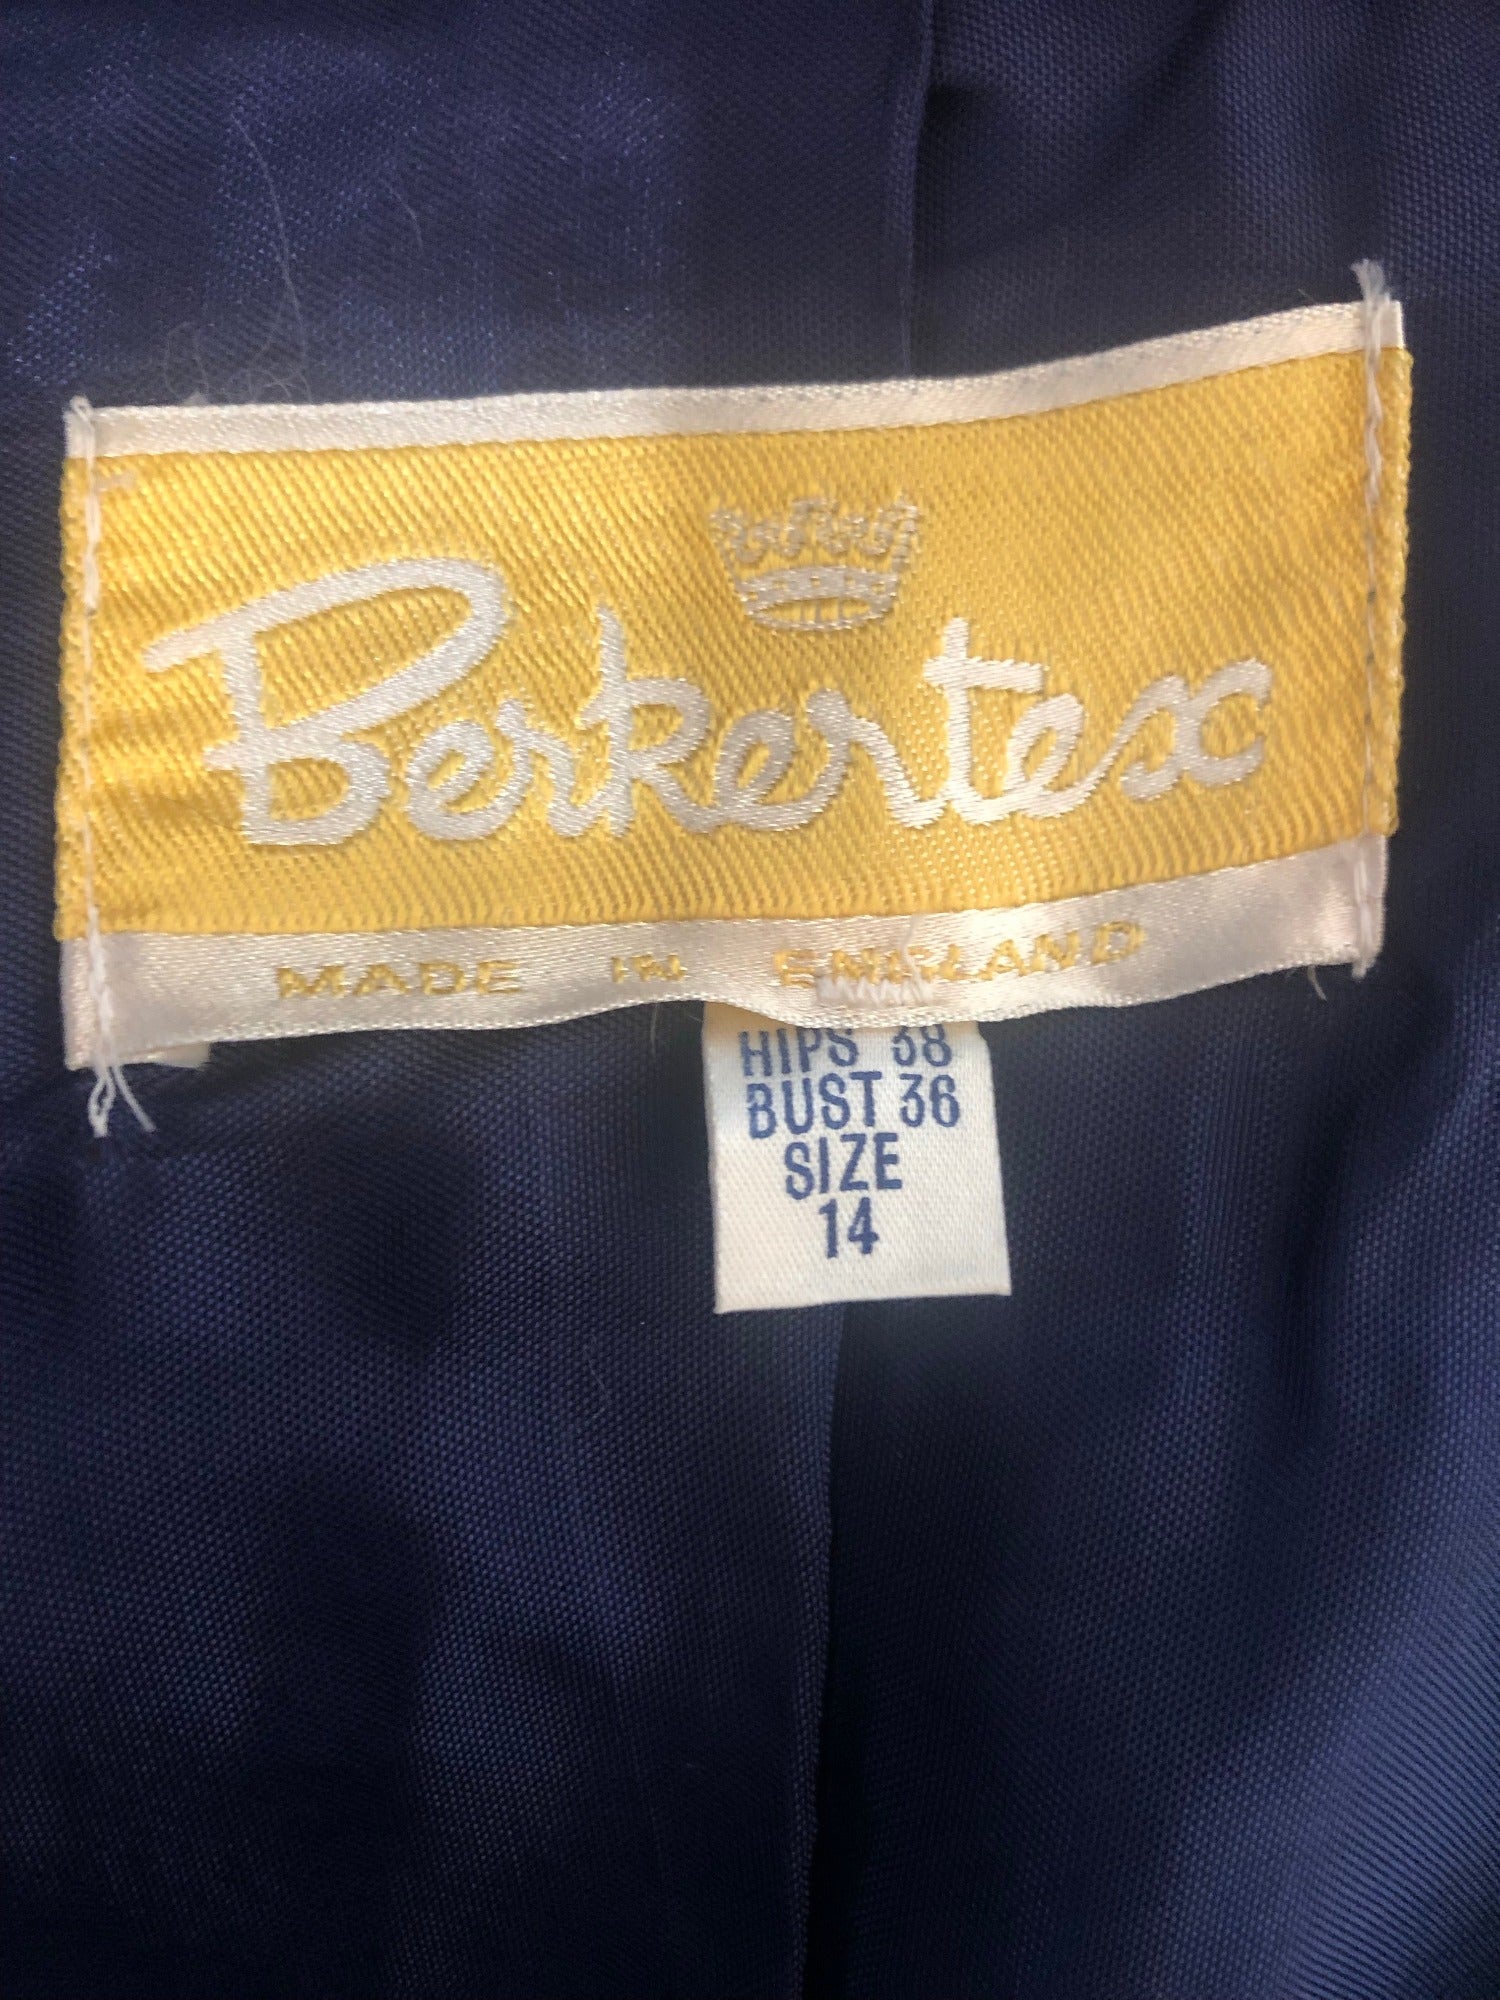 Berkertex
MADE IN ENGLAND
HIPS 38
BUST 36
SIZE
14